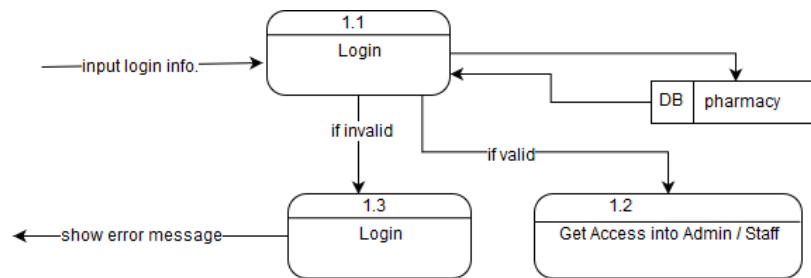 1.1
Login
input login info.
DB
pharmacy
if invalid
if valid
1.3
Login
1.2
Get Access into Admin / Staff
show error message